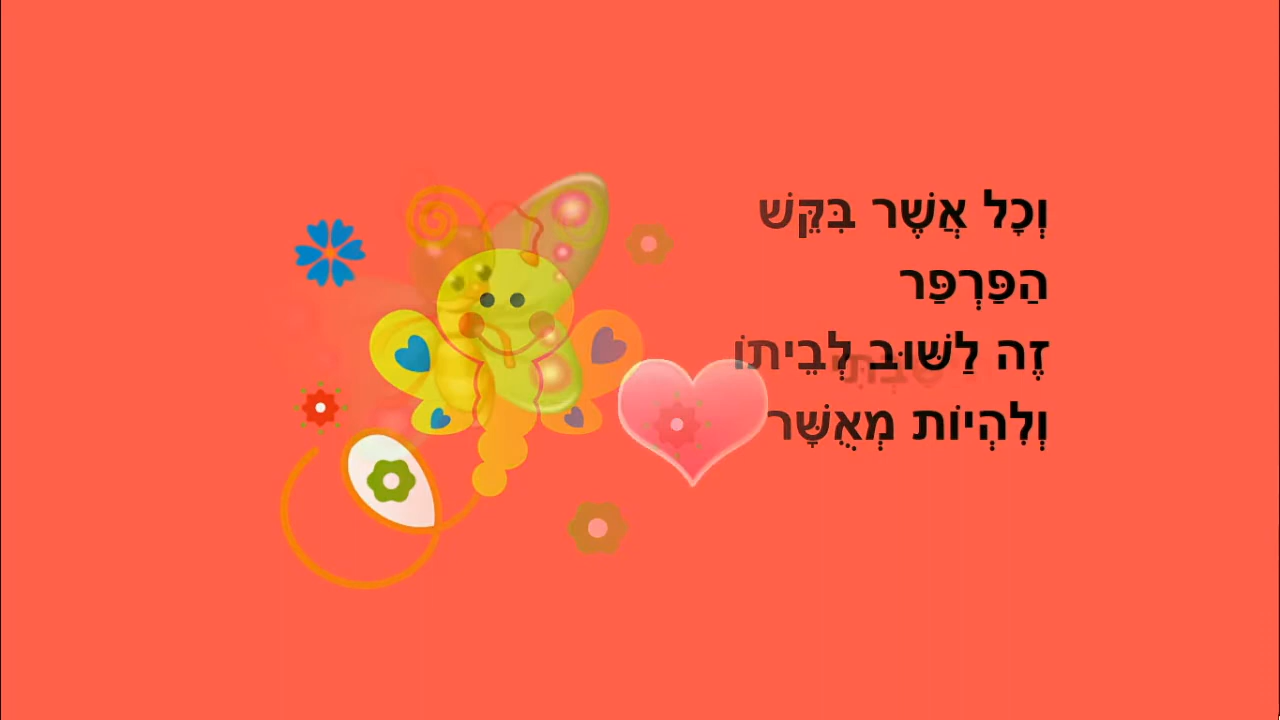 וְכָל אֲשֶׁר בִּקֵּשׁ
הַפַּרְפַּר
זֶה לַשּׁוּב לְבֵיתוֹ
וְלִהְיוֹת מְאֻשָּׁר